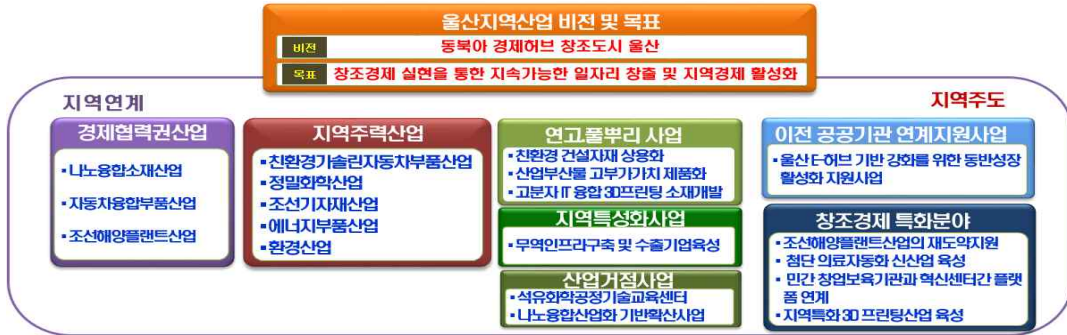 울산지역산업 비전 및 목표
비전 동북아 경제허브 창조도시 울산
목표 창조경제 실현을 통한 지속가능한 일자리 창출 및 지역경제 활성화
지역연계
지역주도
경제협력권산업
▪나노융합소재산업
▪자동차융합부품산업
▪조선해양플랜트산업
지역주력산업
▪친환경가솔린자동차부품산업
▪정밀화학산업
▪조선기자재산업
▪에너지부품산업
▪환경산업
연고풀뿌리 사업
▪친환경 건설자재 상용화
▪산업부산물 고부가가치 제품화
▪고분자 IT 융합 3D프린팅 소재개발
지역특성화사업
▪무역인프라구축 및 수출기업육성
산업거점사업
▪석유화학공정기술교육센터
▪나노융합산업화 기반확산사업
이전 공공기관 연계지원사업
▪울산 E-허브 기반 강화를 위한 동반성장
활성화 지원사업
창조경제 특화분야
▪조선해양플랜트산업의 재도약지원
▪첨단 의료자동화 신산업 육성
▪민간 창업보육기관과 혁신센터간 플랫
폼 연계
▪지역특화 3D 프린팅산업 육성